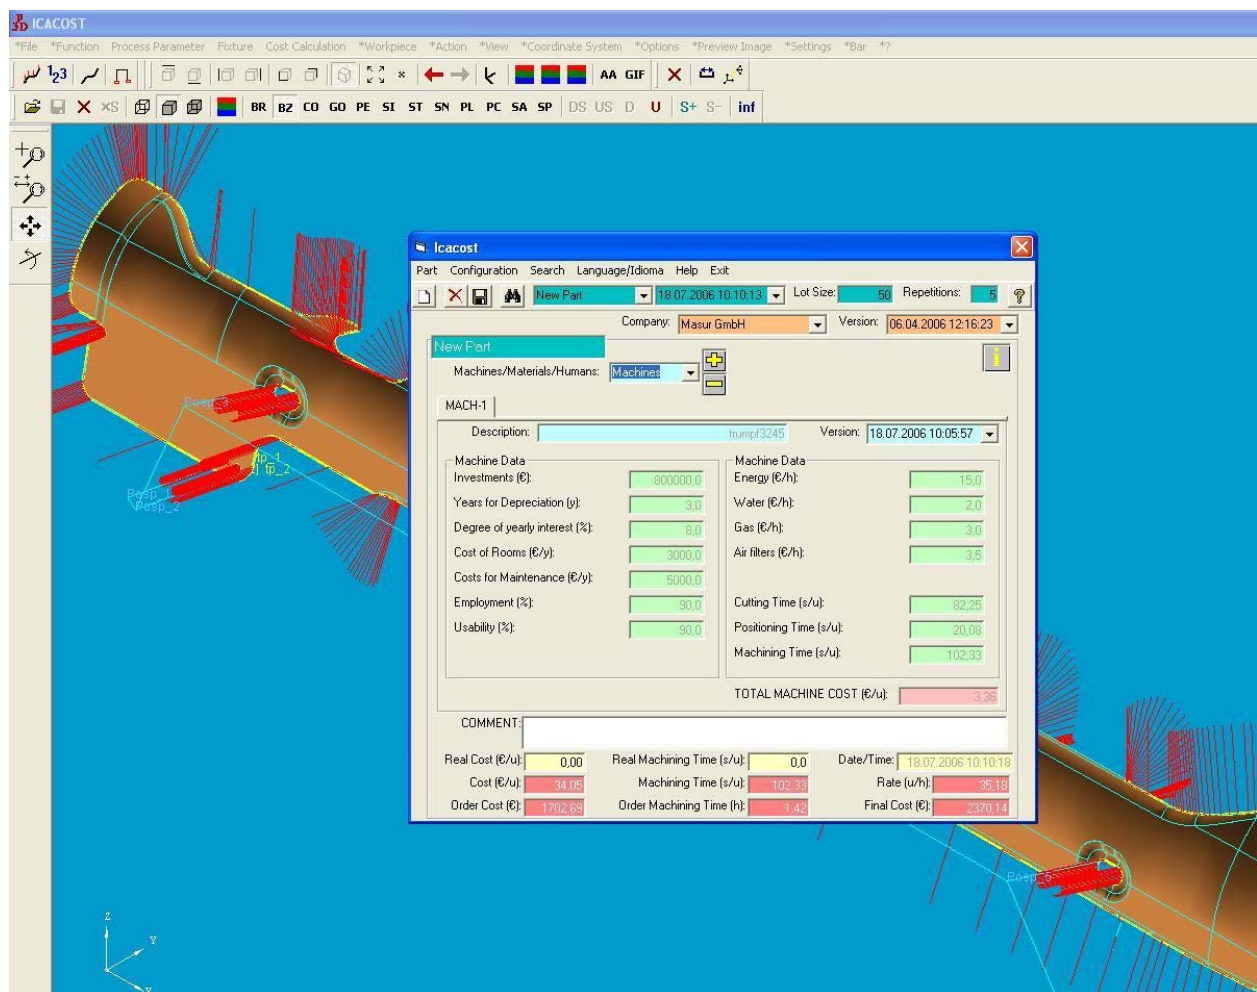 ICACOST
*File *Function Process Parameter Fixture Cost Calculation *Workpiece *Action *View *Coordinate System *Options *Preview Image *Settings *Bar *?
123 AA GIF
xS BR BZ CO GO PE SI ST SN PL PC SA SP DS US D U S+ S- inf
Icacost
Part Configuration Search Language/Idioma Help Exit
New Part 18.07.2006 10:10:13 Lot Size: 50 Repetitions: 5
Company: Masur GmbH Version: 06.04.2006 12:16:23
New Part
Machines/Materials/Humans: Machines
MACH-1
Description: trumpf3245 Version: 18.07.2006 10:05:57
Machine Data Machine Data
Investments (€): 800000,0 Energy (€/h): 15,0
Years for Depreciation (y): 3,0 Water (€/h): 2,0
Degree of yearly interest (%): 8,0 Gas (€/h): 3,0
Cost of Rooms (€/y): 3000,0 Air filters (€/h): 3,5
Costs for Maintenance (€/y): 5000,0
Employment (%): 90,0 Cutting Time (s/u): 82,25
Usability (%): 90,0 Positioning Time (s/u): 20,08
Machining Time (s/u): 102,33
TOTAL MACHINE COST (€/u): 3,36
COMMENT:
Real Cost (€/u): 0,00 Real Machining Time (s/u): 0,0 Date/Time: 18.07.2006 10:10:18
Cost (€/u): 34,05 Machining Time (s/u): 102,33 Rate (u/h): 35,18
Order Cost (€): 1702,69 Order Machining Time (h): 1,42 Final Cost (€): 2370,14
Posp_3
tp_1
tp_2
Posp_1
Posp_2
Posp_6
Z
Y
X